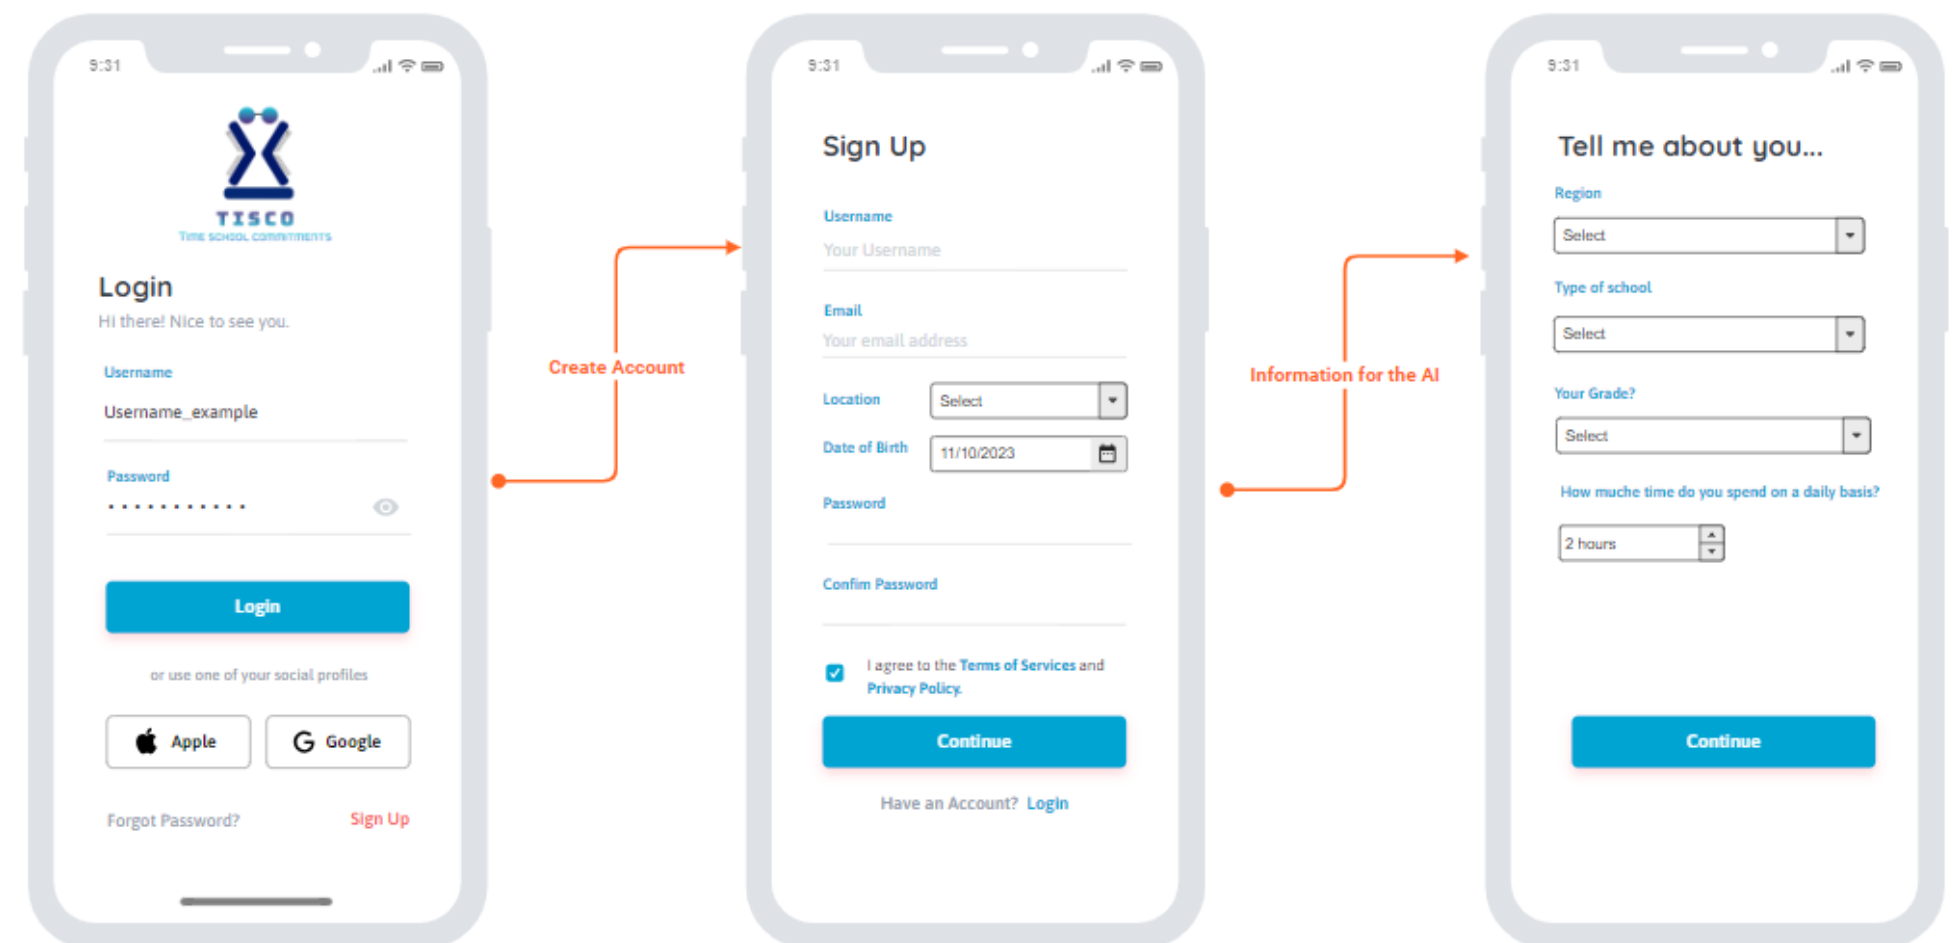 9:31
TISCO
TIME SCHOOL COMMITMENTS
Login
Hi there! Nice to see you.
Username
Username_example
Password
Login
or use one of your social profiles
Apple
Google
Forgot Password?
Sign Up
Create Account
9:31
Sign Up
Username
Your Username
Email
Your email address
Location
Select
Date of Birth
11/10/2023
Password
Confim Password
I agree to the Terms of Services and
Privacy Policy.
Continue
Have an Account? Login
Information for the AI
9:31
Tell me about you...
Region
Select
Type of school
Select
Your Grade?
Select
How muche time do you spend on a daily basis?
2 hours
Continue